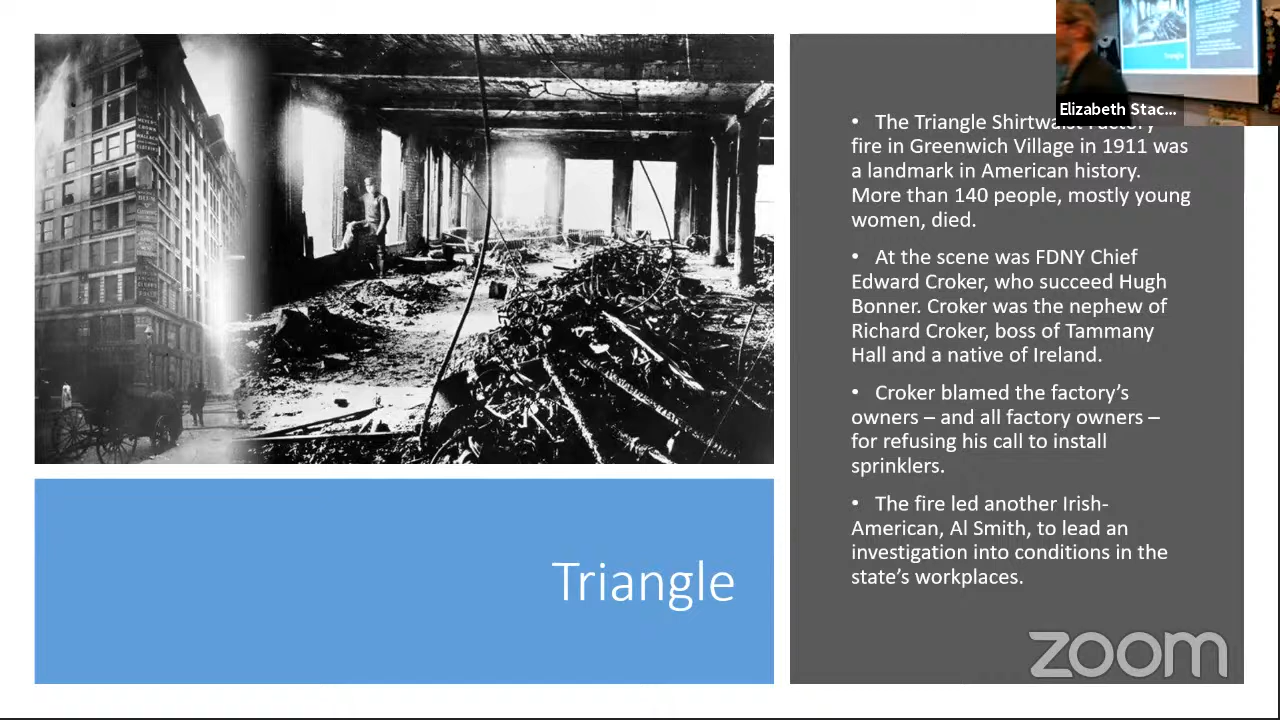 Elizabeth Stac...
• The Triangle Shirtwaist Factory
fire in Greenwich Village in 1911 was
a landmark in American history.
More than 140 people, mostly young
women, died.
• At the scene was FDNY Chief
Edward Croker, who succeed Hugh
Bonner. Croker was the nephew of
Richard Croker, boss of Tammany
Hall and a native of Ireland.
• Croker blamed the factory’s
owners – and all factory owners –
for refusing his call to install
sprinklers.
• The fire led another Irish-
American, Al Smith, to lead an
investigation into conditions in the
state’s workplaces.
Triangle
zoom